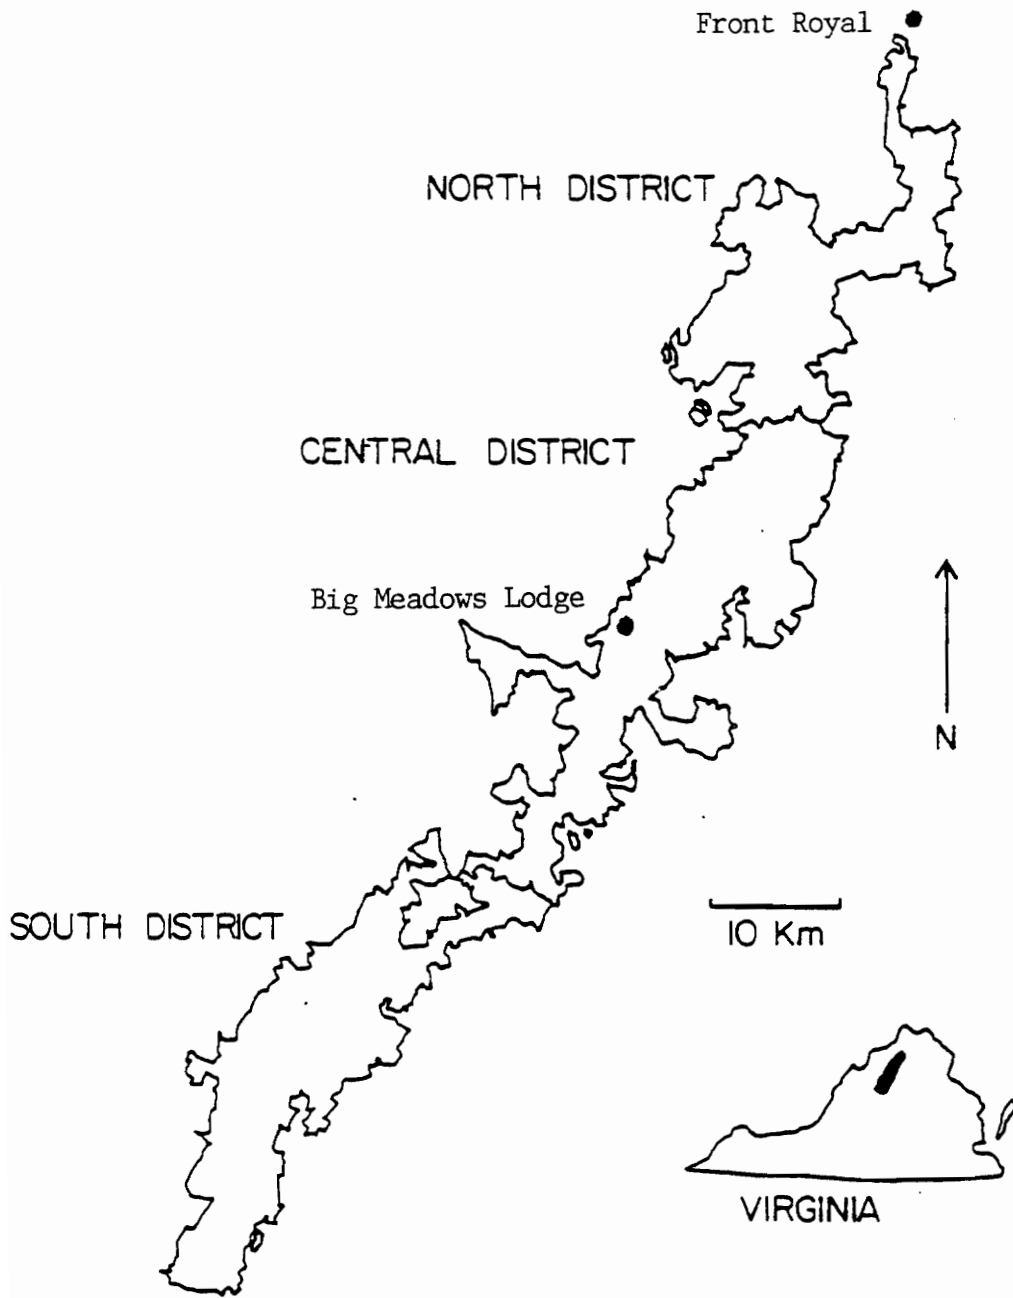 Front Royal
NORTH DISTRICT
CENTRAL DISTRICT
Big Meadows Lodge
N
SOUTH DISTRICT
10 Km
VIRGINIA